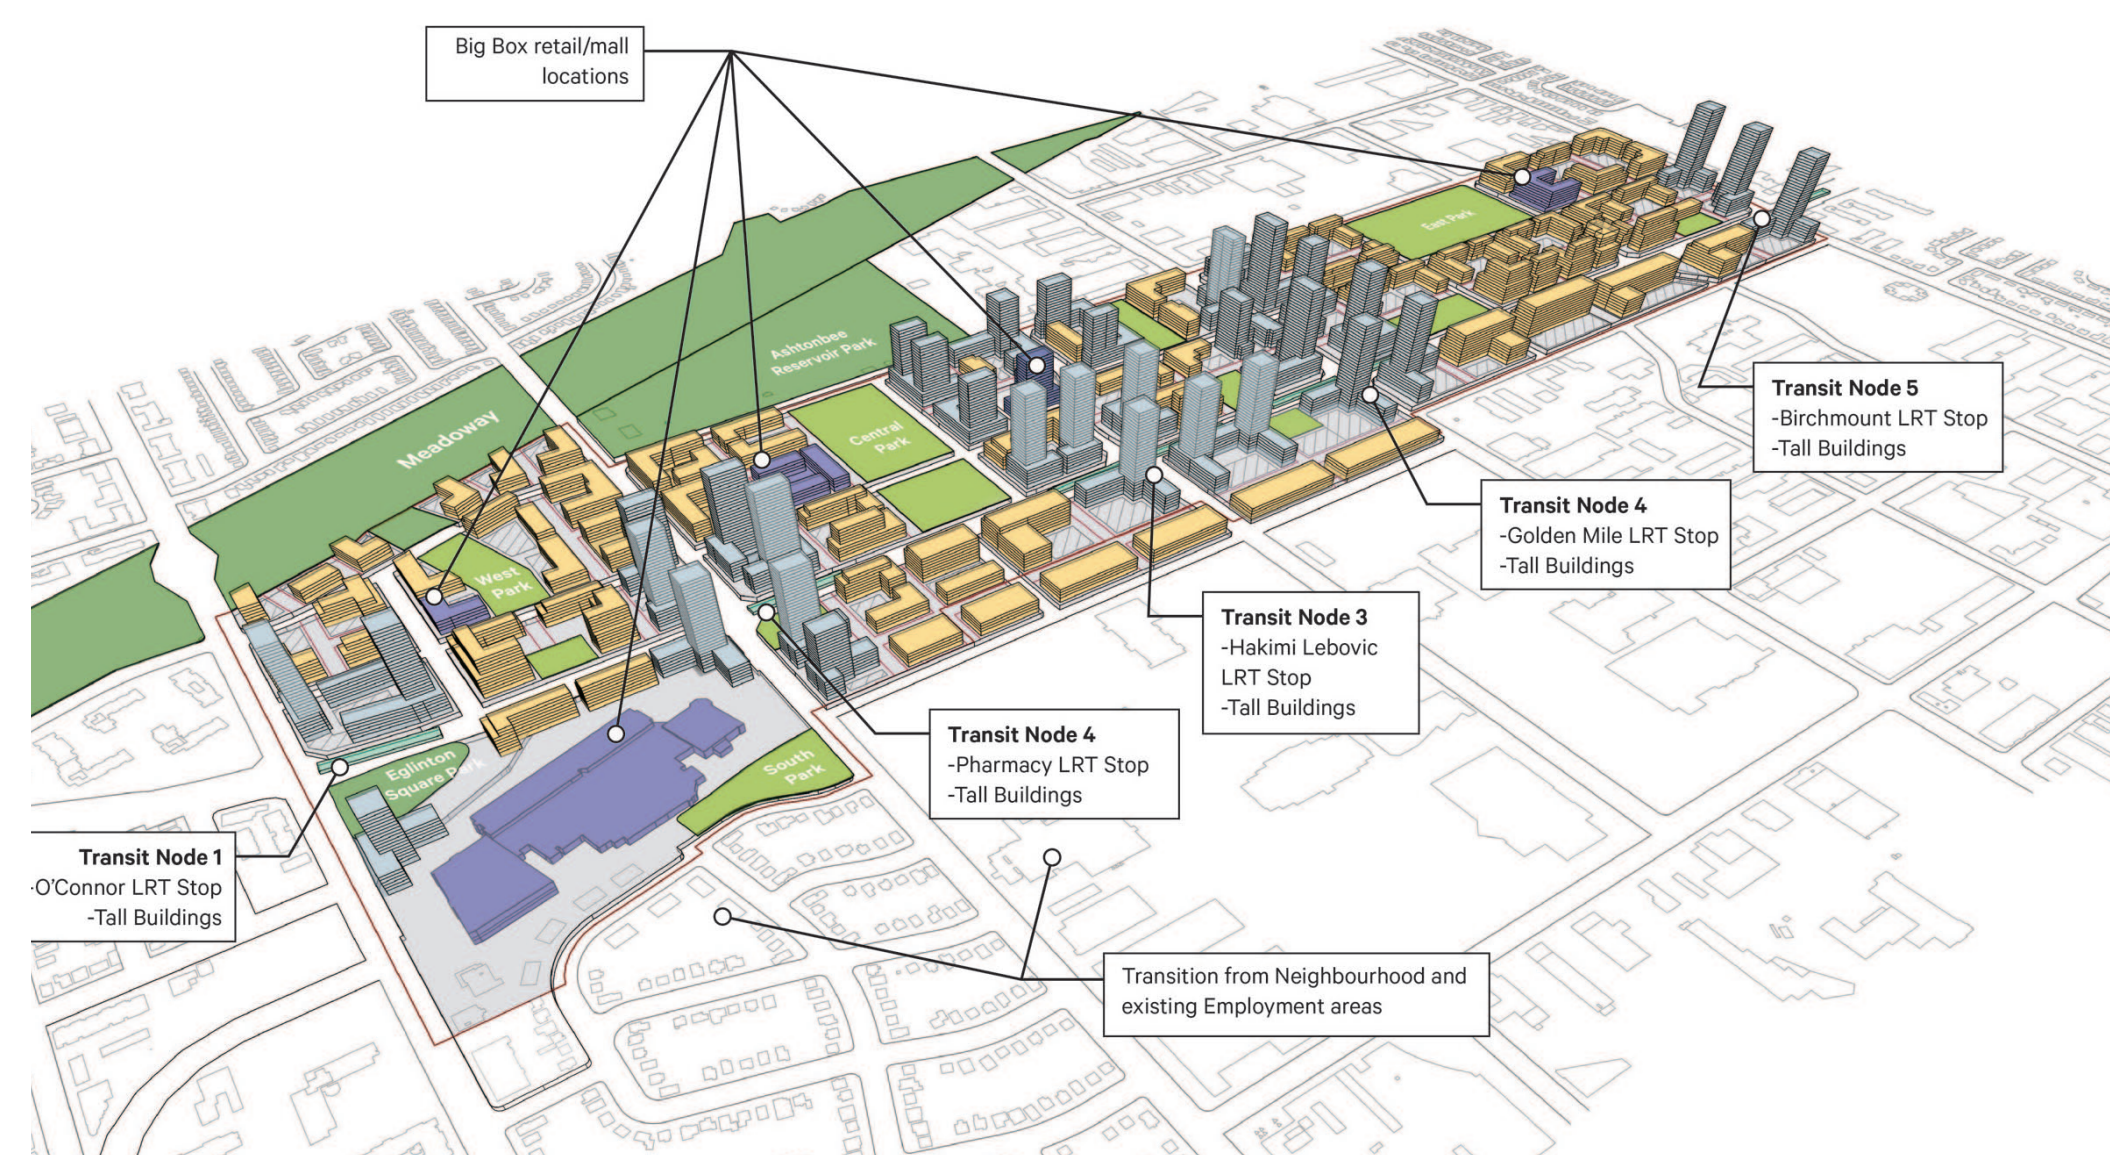 Big Box retail/mall
locations
East Park
Ashtonbee
Reservoir Park
Meadoway
Central
Park
West
Park
Transit Node 5
-Birchmount LRT Stop
-Tall Buildings
Transit Node 4
-Golden Mile LRT Stop
-Tall Buildings
Transit Node 3
-Hakimi Lebovic
LRT Stop
-Tall Buildings
Transit Node 4
-Pharmacy LRT Stop
-Tall Buildings
South
Park
Eglinton
Square Park
Transit Node 1
-O'Connor LRT Stop
-Tall Buildings
Transition from Neighbourhood and
existing Employment areas